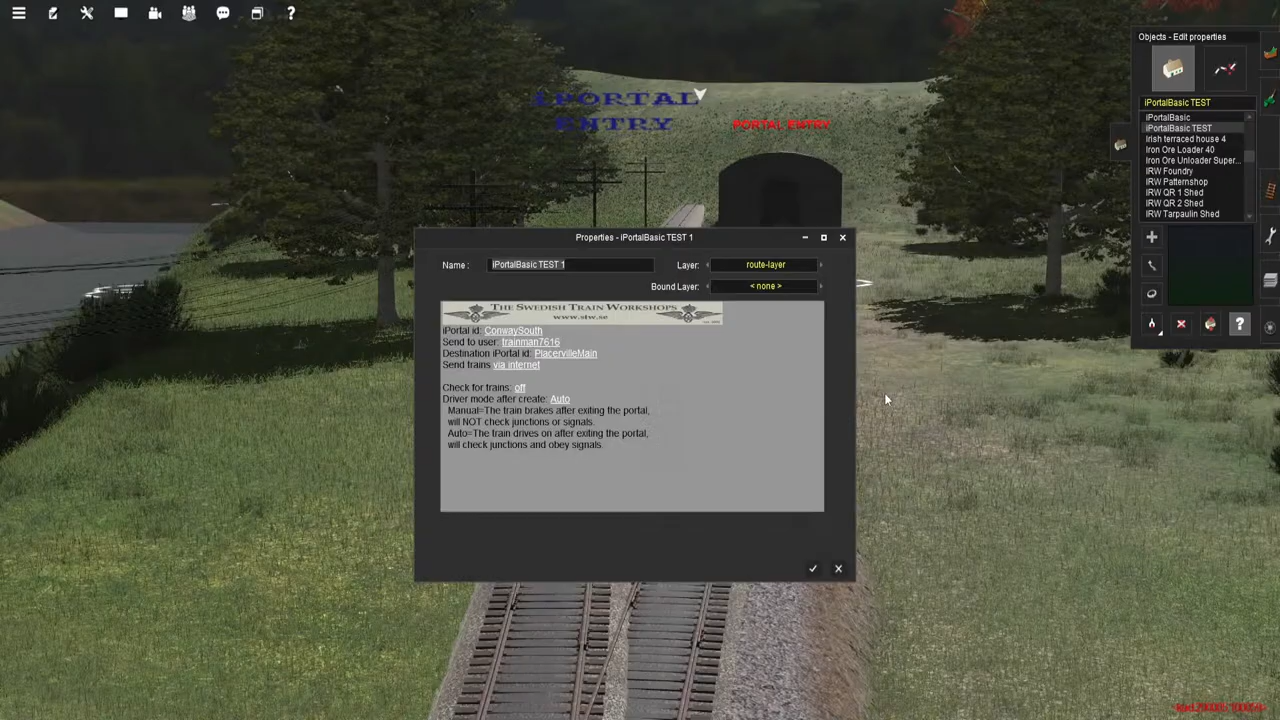 Objects - Edit properties
iPortalBasic TEST
iPortalBasic
iPortalBasic TEST
Irish terraced house 4
Iron Ore Loader 40
Iron Ore Unloader Super...
IRW Foundry
IRW Patternshop
IRW QR 1 Shed
IRW QR 2 Shed
IRW Tarpaulin Shed
IPORTAL
ENTRY
PORTAL ENTRY
Properties - iPortalBasic TEST 1
Name :
iPortalBasic TEST 1
Layer:
route-layer
Bound Layer:
< none >
THE SWEDISH TRAIN WORKSHOPS
www.stw.se
iPortal id: ConwaySouth
Send to user: trainman7616
Destination iPortal id: PlacervilleMain
Send trains via internet
Check for trains: off
Driver mode after create: Auto
Manual=The train brakes after exiting the portal,
will NOT check junctions or signals.
Auto=The train drives on after exiting the portal,
will check junctions and obey signals.